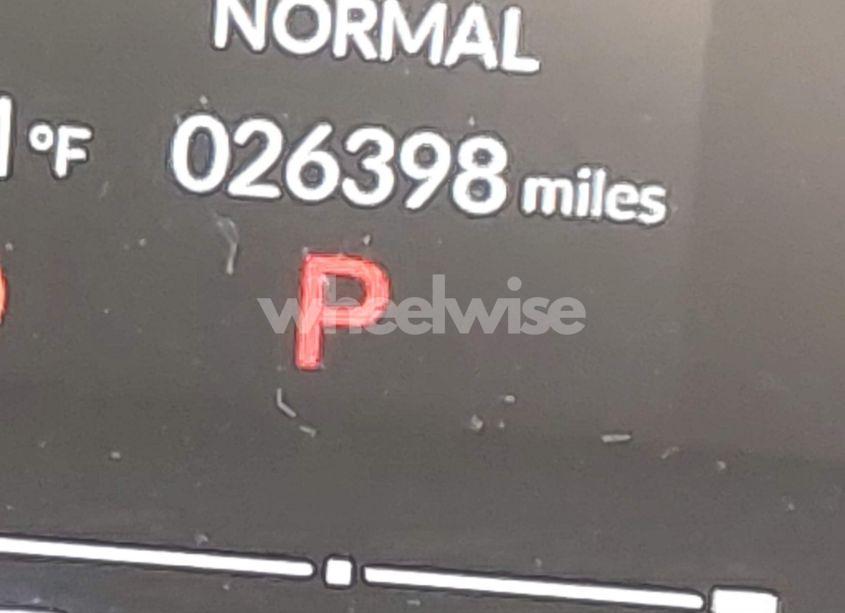 NORMAL
°F 026398 miles
P
wheelwise